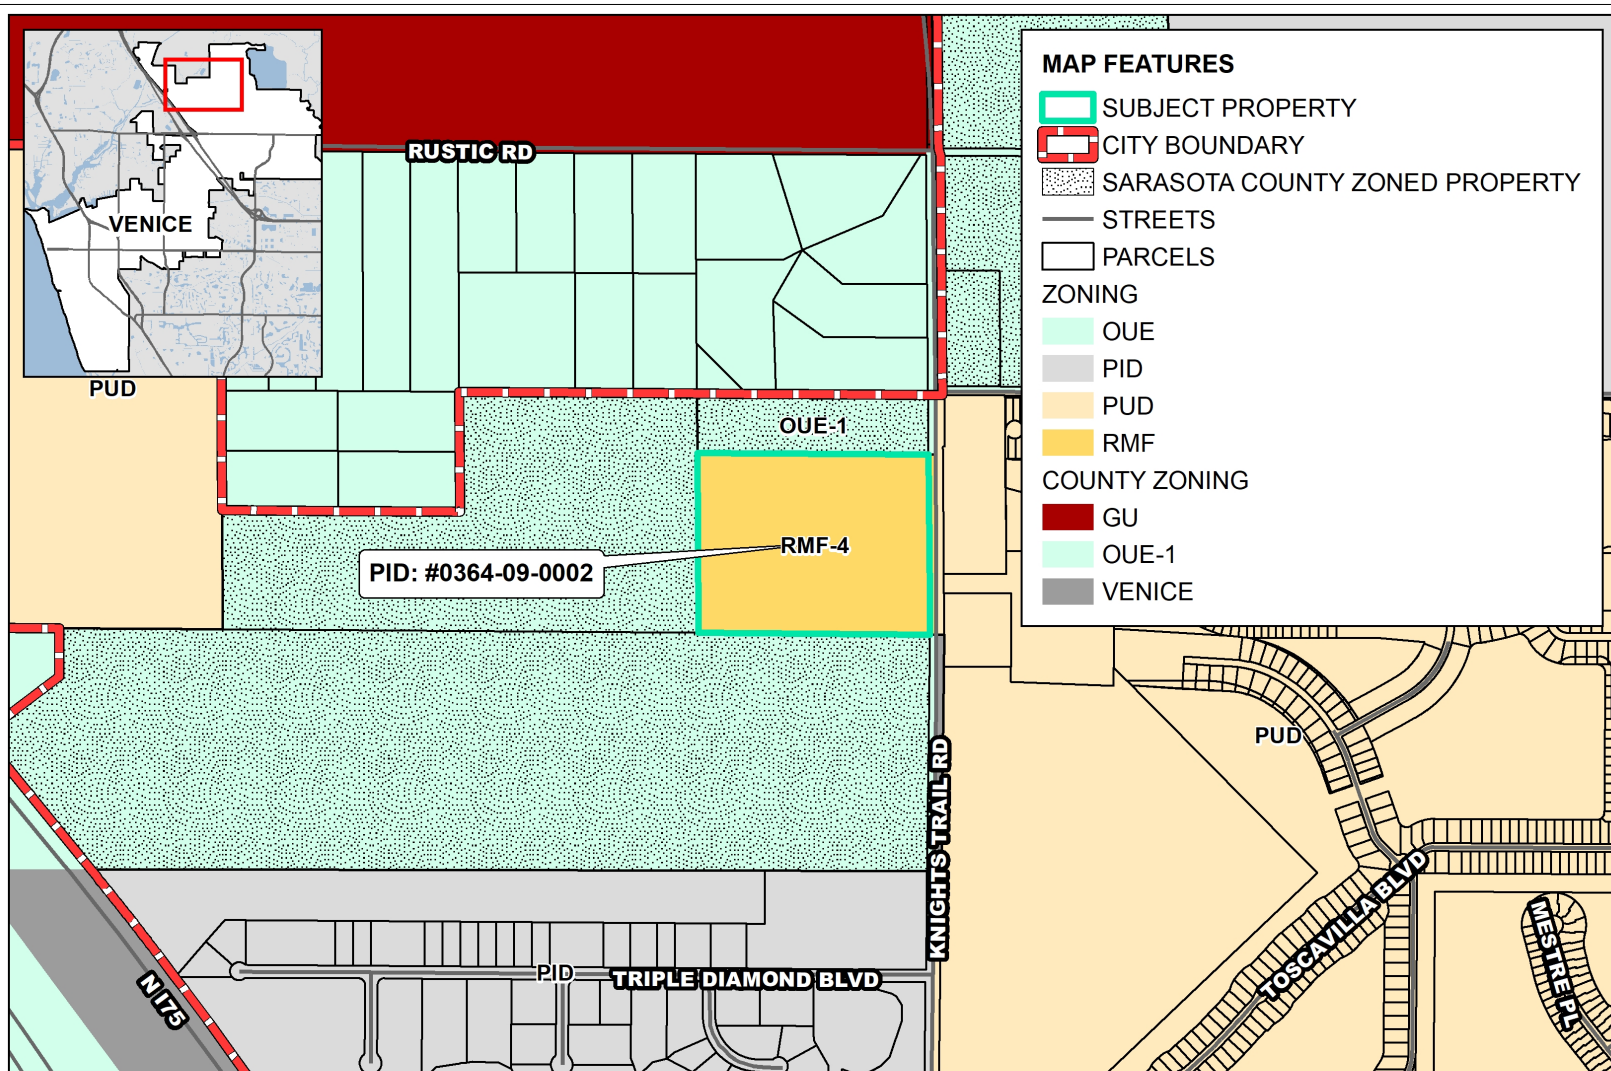 VENICE
RUSTIC RD
MAP FEATURES
SUBJECT PROPERTY
CITY BOUNDARY
SARASOTA COUNTY ZONED PROPERTY
STREETS
PARCELS
ZONING
OUE
PID
PUD
RMF
COUNTY ZONING
GU
OUE-1
VENICE
PUD
OUE-1
RMF-4
PID: #0364-09-0002
PUD
KNIGHTS TRAIL RD
TOSCAVILLA BLVD
MESTRE PL
PID
TRIPLE DIAMOND BLVD
N I75